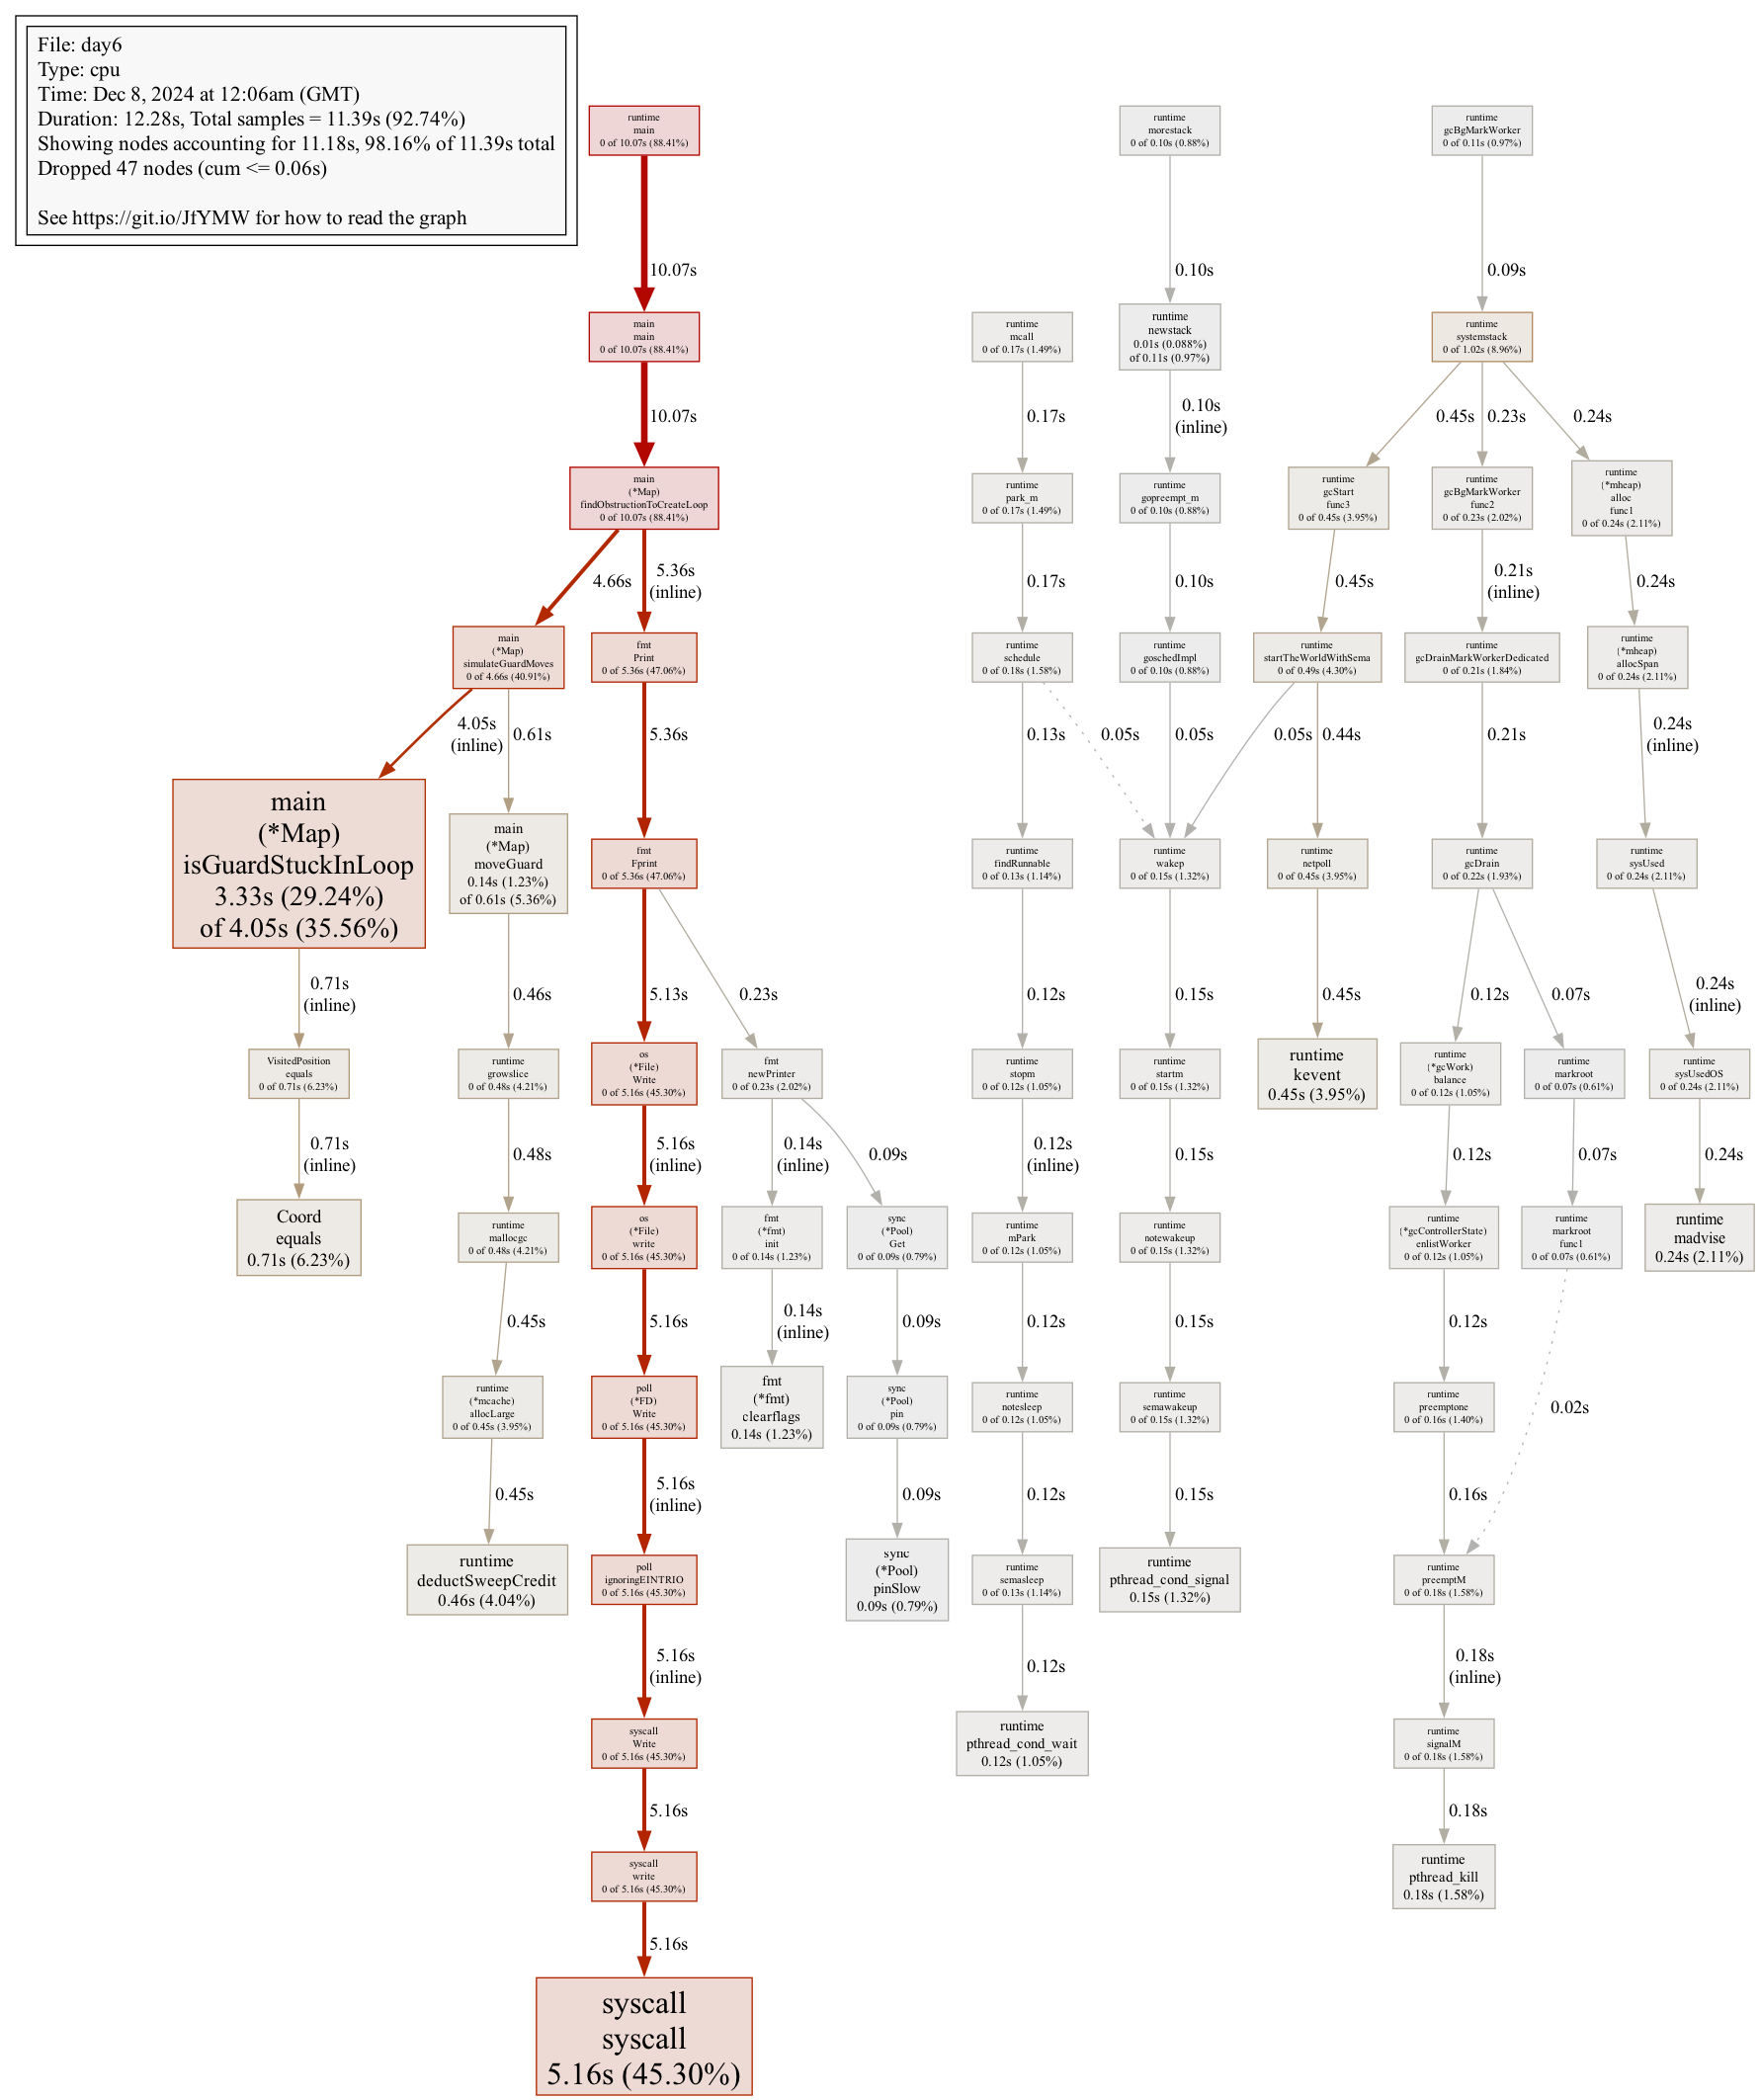 File: day6
Type: cpu
Time: Dec 8, 2024 at 12:06am (GMT)
Duration: 12.28s, Total samples = 11.39s (92.74%)
Showing nodes accounting for 11.18s, 98.16% of 11.39s total
Dropped 47 nodes (cum <= 0.06s)
See https://git.io/JfYMW for how to read the graph
runtime
main
0 of 10.07s (88.41%)
runtime
morestack
0 of 0.10s (0.88%)
runtime
gcBgMarkWorker
0 of 0.11s (0.97%)
10.07s
0.10s
0.09s
main
main
0 of 10.07s (88.41%)
runtime
mcall
0 of 0.17s (1.49%)
runtime
newstack
0.01s (0.088%)
of 0.11s (0.97%)
runtime
systemstack
0 of 1.02s (8.96%)
10.07s
0.17s
0.10s
(inline)
0.45s
0.23s
0.24s
main
(*Map)
findObstructionToCreateLoop
0 of 10.07s (88.41%)
runtime
park_m
0 of 0.17s (1.49%)
runtime
gopreempt_m
0 of 0.10s (0.88%)
runtime
gcStart
func3
0 of 0.45s (3.95%)
runtime
gcBgMarkWorker
func2
0 of 0.23s (2.02%)
runtime
(*mheap)
alloc
func1
0 of 0.24s (2.11%)
4.66s
5.36s
(inline)
0.17s
0.10s
0.45s
0.21s
(inline)
0.24s
main
(*Map)
simulateGuardMoves
0 of 4.66s (40.91%)
fmt
Print
0 of 5.36s (47.06%)
runtime
schedule
0 of 0.18s (1.58%)
runtime
goschedImpl
0 of 0.10s (0.88%)
runtime
startTheWorldWithSema
0 of 0.49s (4.30%)
runtime
gcDrainMarkWorkerDedicated
0 of 0.21s (1.84%)
runtime
(*mheap)
allocSpan
0 of 0.24s (2.11%)
4.05s
(inline)
0.61s
5.36s
0.13s
0.05s
0.05s
0.05s
0.44s
0.21s
0.24s
(inline)
main
(*Map)
isGuardStuckInLoop
3.33s (29.24%)
of 4.05s (35.56%)
main
(*Map)
moveGuard
0.14s (1.23%)
of 0.61s (5.36%)
fmt
Fprint
0 of 5.36s (47.06%)
runtime
findRunnable
0 of 0.13s (1.14%)
runtime
wakep
0 of 0.15s (1.32%)
runtime
netpoll
0 of 0.45s (3.95%)
runtime
gcDrain
0 of 0.22s (1.93%)
runtime
sysUsed
0 of 0.24s (2.11%)
0.71s
(inline)
0.46s
5.13s
0.23s
0.12s
0.15s
0.45s
0.12s
0.07s
0.24s
(inline)
VisitedPosition
equals
0 of 0.71s (6.23%)
runtime
growslice
0 of 0.48s (4.21%)
os
(*File)
Write
0 of 5.16s (45.30%)
fmt
newPrinter
0 of 0.23s (2.02%)
runtime
stopm
0 of 0.12s (1.05%)
runtime
startm
0 of 0.15s (1.32%)
runtime
kevent
0.45s (3.95%)
runtime
(*gcWork)
balance
0 of 0.12s (1.05%)
runtime
markroot
0 of 0.07s (0.61%)
runtime
sysUsedOS
0 of 0.24s (2.11%)
0.71s
(inline)
0.48s
5.16s
(inline)
0.14s
(inline)
0.09s
0.12s
(inline)
0.15s
0.12s
0.07s
0.24s
Coord
equals
0.71s (6.23%)
runtime
mallocgc
0 of 0.48s (4.21%)
os
(*File)
write
0 of 5.16s (45.30%)
fmt
(*fmt)
init
0 of 0.14s (1.23%)
sync
(*Pool)
Get
0 of 0.09s (0.79%)
runtime
mPark
0 of 0.12s (1.05%)
runtime
notewakeup
0 of 0.15s (1.32%)
runtime
(*gcControllerState)
enlistWorker
0 of 0.12s (1.05%)
runtime
markroot
func1
0 of 0.07s (0.61%)
runtime
madvise
0.24s (2.11%)
0.45s
5.16s
0.14s
(inline)
0.09s
0.12s
0.15s
0.12s
0.02s
runtime
(*mcache)
allocLarge
0 of 0.45s (3.95%)
poll
(*FD)
Write
0 of 5.16s (45.30%)
fmt
(*fmt)
clearflags
0.14s (1.23%)
sync
(*Pool)
pin
0 of 0.09s (0.79%)
runtime
notesleep
0 of 0.12s (1.05%)
runtime
semawakeup
0 of 0.15s (1.32%)
runtime
preemptone
0 of 0.16s (1.40%)
0.45s
5.16s
(inline)
0.09s
0.12s
0.15s
0.16s
runtime
deductSweepCredit
0.46s (4.04%)
poll
ignoringEINTRIO
0 of 5.16s (45.30%)
sync
(*Pool)
pinSlow
0.09s (0.79%)
runtime
semasleep
0 of 0.13s (1.14%)
runtime
pthread_cond_signal
0.15s (1.32%)
runtime
preemptM
0 of 0.18s (1.58%)
5.16s
(inline)
0.12s
0.18s
(inline)
syscall
Write
0 of 5.16s (45.30%)
runtime
pthread_cond_wait
0.12s (1.05%)
runtime
signalM
0 of 0.18s (1.58%)
5.16s
0.18s
syscall
write
0 of 5.16s (45.30%)
runtime
pthread_kill
0.18s (1.58%)
5.16s
syscall
syscall
5.16s (45.30%)